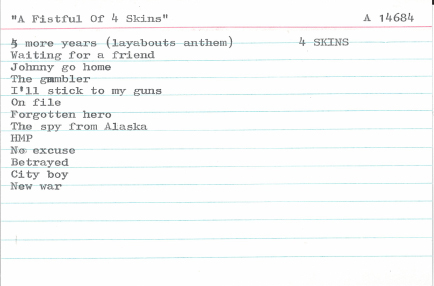 "A Fistful Of 4 Skins" A 14684
5 more years (layabouts anthem) 4 SKINS
Waiting for a friend
Johnny go home
The gambler
I'll stick to my guns
On file
Forgotten hero
The spy from Alaska
HMP
No excuse
Betrayed
City boy
New war